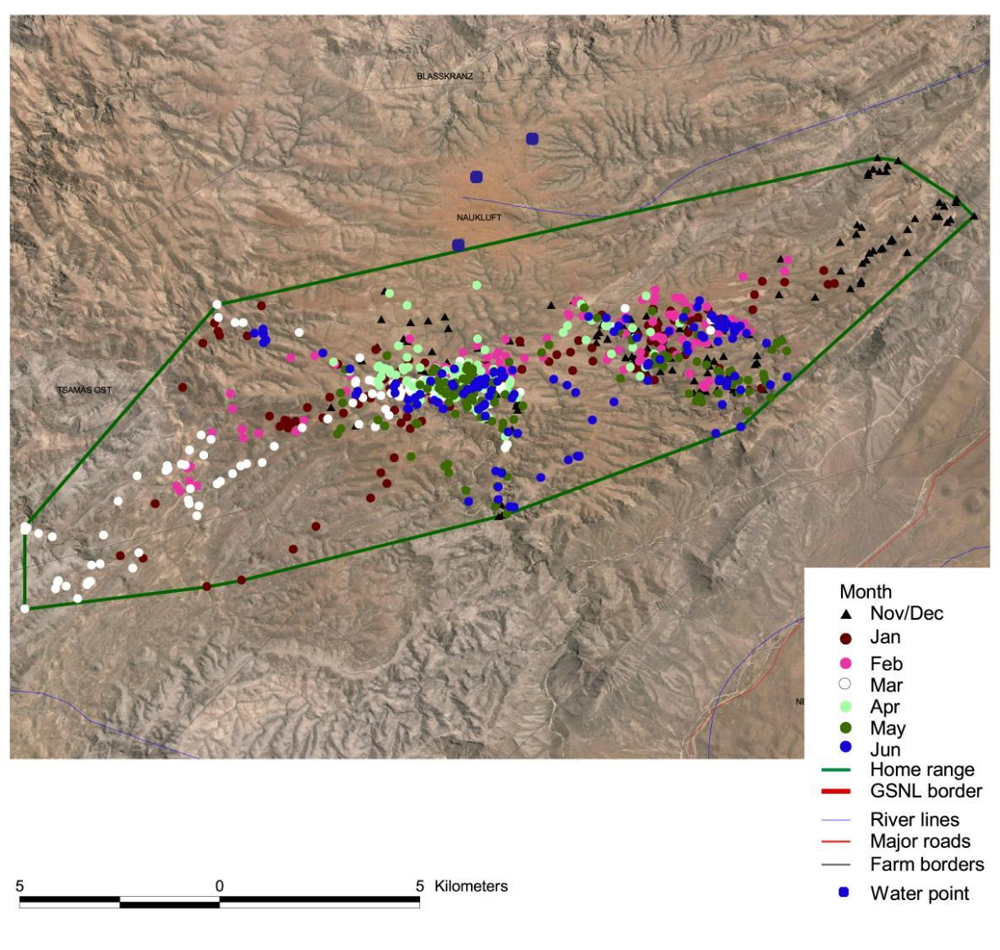 BLASSKRANZ
NAUKLUFT
TSAMAS OST
NE
Month
Nov/Dec
Jan
Feb
Mar
Apr
May
Jun
Home range
GSNL border
River lines
Major roads
Farm borders
Water point
5 0 5 Kilometers